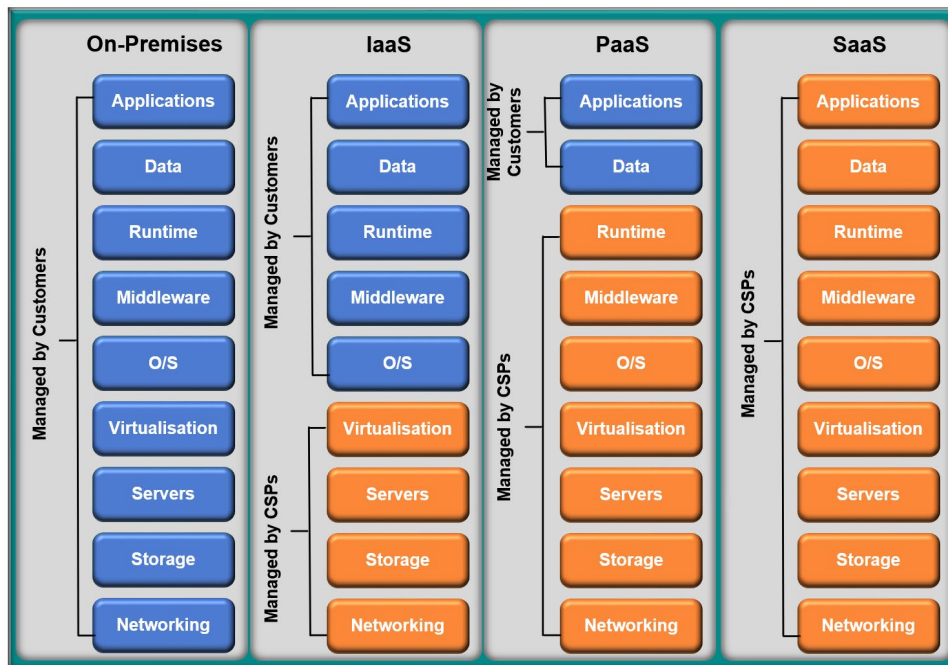 On-Premises
Applications
Data
Runtime
Middleware
O/S
Virtualisation
Servers
Storage
Networking
Managed by Customers
IaaS
Applications
Data
Runtime
Middleware
O/S
Virtualisation
Servers
Storage
Networking
Managed by Customers
Managed by CSPs
PaaS
Applications
Data
Runtime
Middleware
O/S
Virtualisation
Servers
Storage
Networking
Managed by
Customers
Managed by CSPs
SaaS
Applications
Data
Runtime
Middleware
O/S
Virtualisation
Servers
Storage
Networking
Managed by CSPs